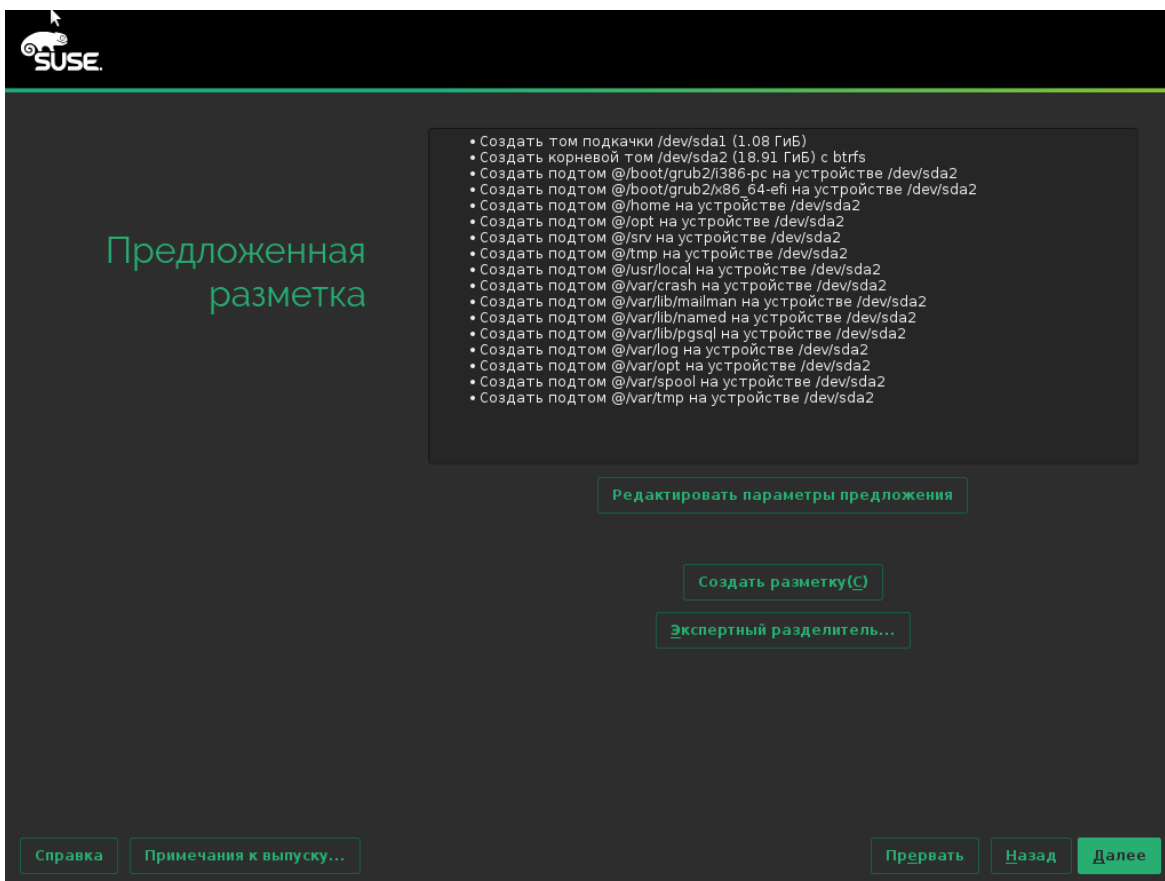 SUSE.
Предложенная
разметка
• Создать том подкачки /dev/sda1 (1.08 ГиБ)
• Создать корневой том /dev/sda2 (18.91 ГиБ) с btrfs
• Создать подтом @/boot/grub2/i386-pc на устройстве /dev/sda2
• Создать подтом @/boot/grub2/x86_64-efi на устройстве /dev/sda2
• Создать подтом @/home на устройстве /dev/sda2
• Создать подтом @/opt на устройстве /dev/sda2
• Создать подтом @/srv на устройстве /dev/sda2
• Создать подтом @/tmp на устройстве /dev/sda2
• Создать подтом @/usr/local на устройстве /dev/sda2
• Создать подтом @/var/crash на устройстве /dev/sda2
• Создать подтом @/var/lib/mailman на устройстве /dev/sda2
• Создать подтом @/var/lib/named на устройстве /dev/sda2
• Создать подтом @/var/lib/pgsql на устройстве /dev/sda2
• Создать подтом @/var/log на устройстве /dev/sda2
• Создать подтом @/var/opt на устройстве /dev/sda2
• Создать подтом @/var/spool на устройстве /dev/sda2
• Создать подтом @/var/tmp на устройстве /dev/sda2
Редактировать параметры предложения
Создать разметку(C)
Экспертный разделитель...
Справка
Примечания к выпуску...
Прервать
Назад
Далее